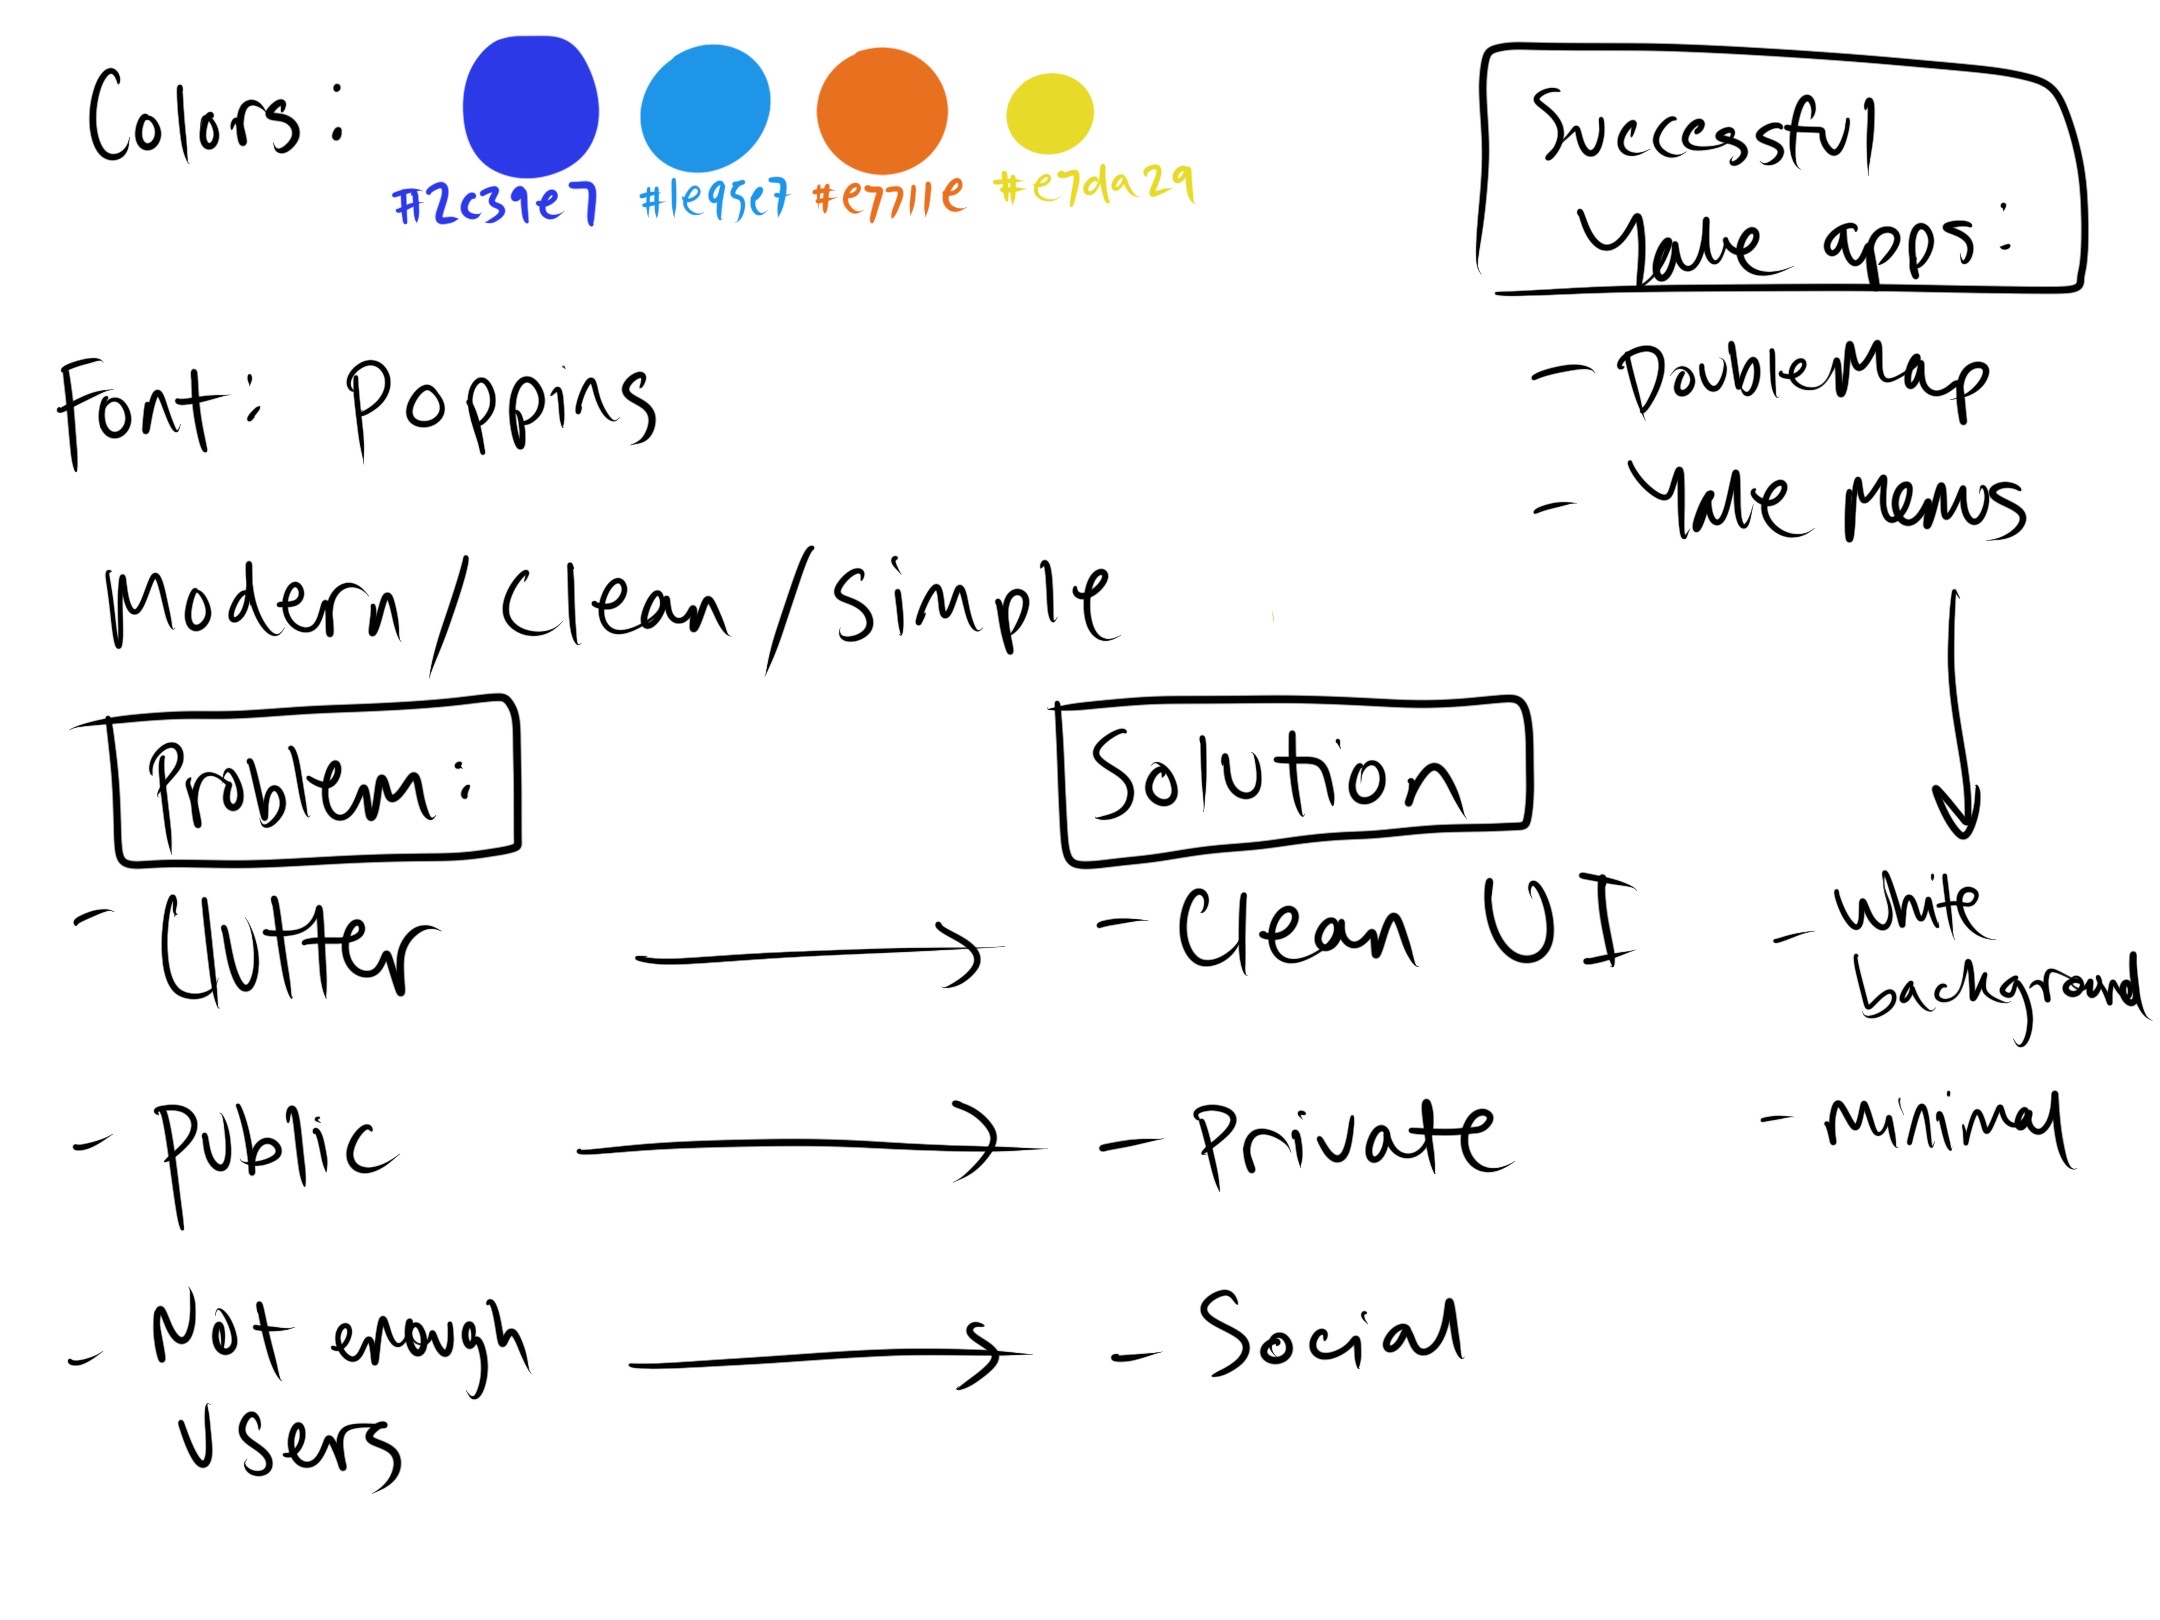 Colors:
#2c39e7 #1e95e7 #e7711e #e7da29
Successful
Yale apps:
Font: Poppins
- DoubleMap
- Yale Menus
Modern/Clean/Simple
Problem:
Solution
- Clutter
- Clean UI
- white
background
- Public
- Private
- minimal
- Not enough
Users
- Social